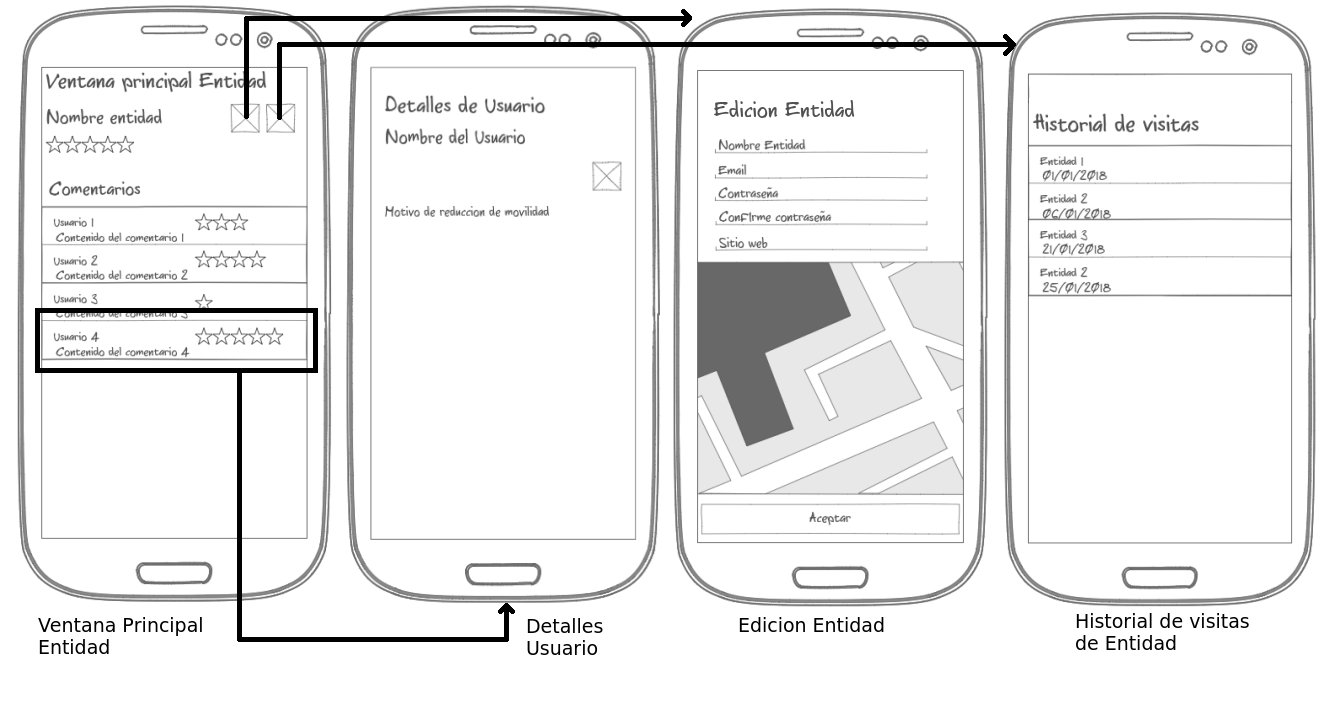 Ventana principal Entidad
Nombre entidad
Comentarios
Usuario 1
Contenido del comentario 1
Usuario 2
Contenido del comentario 2
Usuario 3
Contenido del comentario 3
Usuario 4
Contenido del comentario 4
Ventana Principal
Entidad
Detalles de Usuario
Nombre del Usuario
Motivo de reduccion de movilidad
Detalles
Usuario
Edicion Entidad
Nombre Entidad
Email
Contraseña
Confirme contraseña
Sitio web
Aceptar
Edicion Entidad
Historial de visitas
Entidad 1
01/01/2018
Entidad 2
06/01/2018
Entidad 3
21/01/2018
Entidad 2
25/01/2018
Historial de visitas
de Entidad